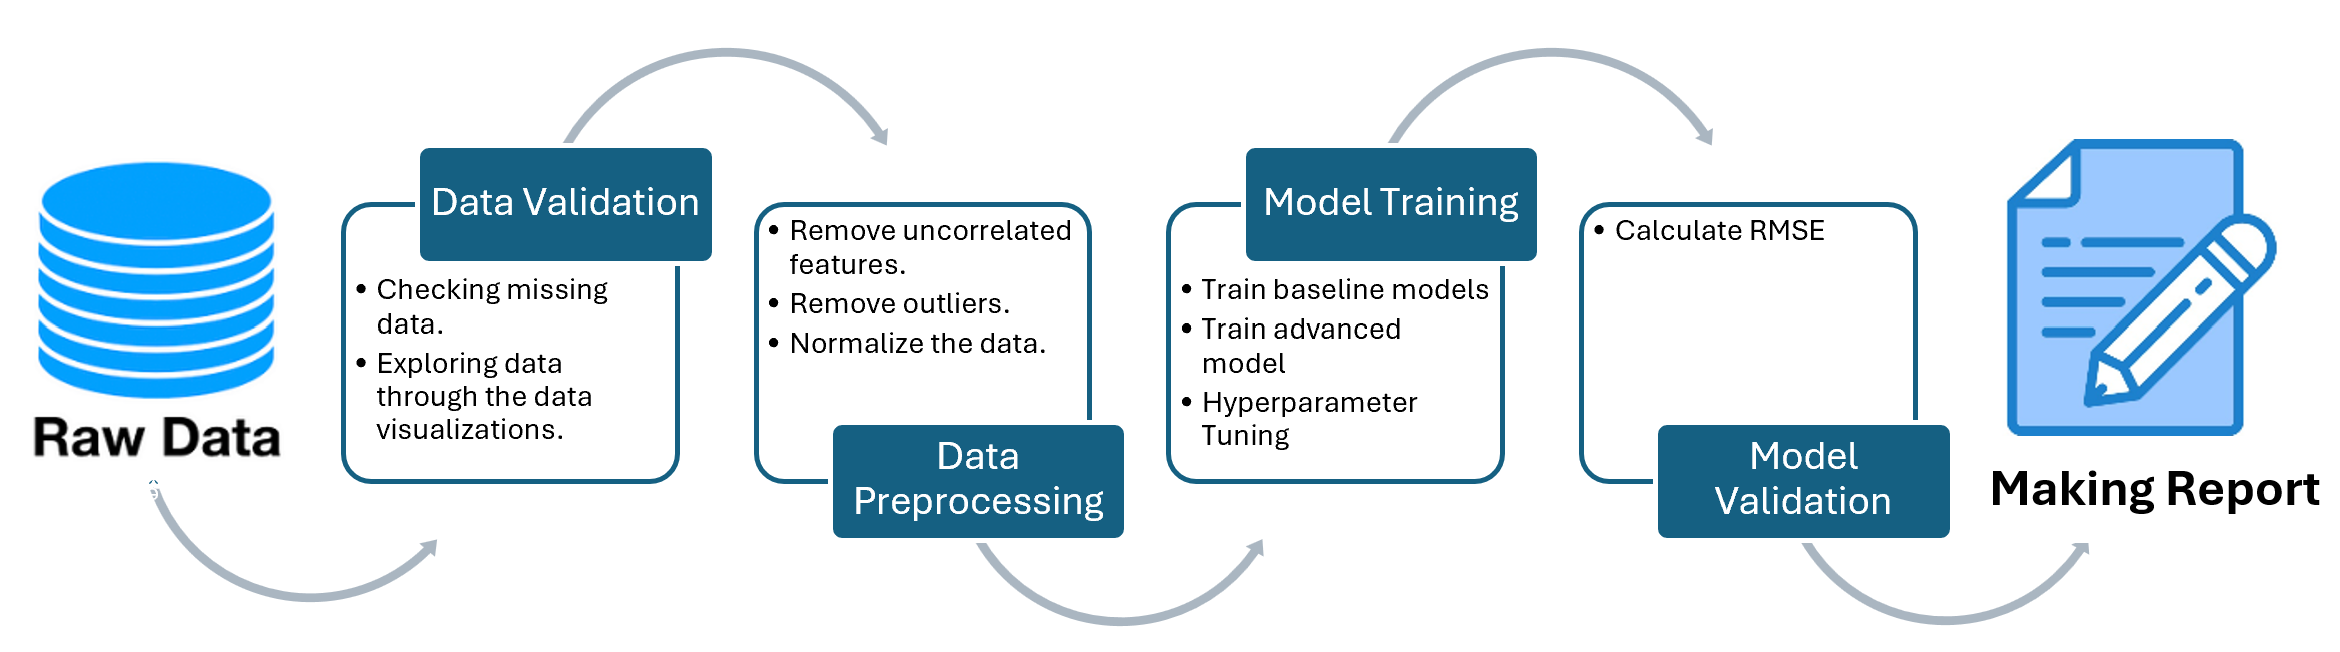 Raw Data
Data Validation
• Checking missing
data.
• Exploring data
through the data
visualizations.
• Remove uncorrelated
features.
• Remove outliers.
• Normalize the data.
Data
Preprocessing
Model Training
• Train baseline models
• Train advanced
model
• Hyperparameter
Tuning
• Calculate RMSE
Model
Validation
Making Report